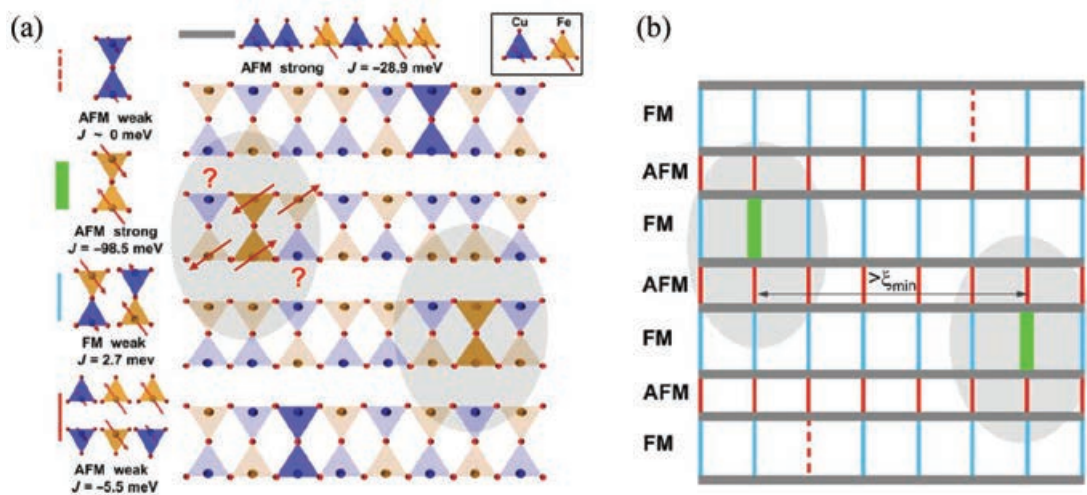 (a)
AFM strong J = −28.9 meV
Cu Fe
AFM weak
J ~ 0 meV
AFM strong
J = −98.5 meV
FM weak
J = 2.7 mev
AFM weak
J = −5.5 meV
?
?
(b)
FM
AFM
FM
AFM
>ξmin
FM
AFM
FM